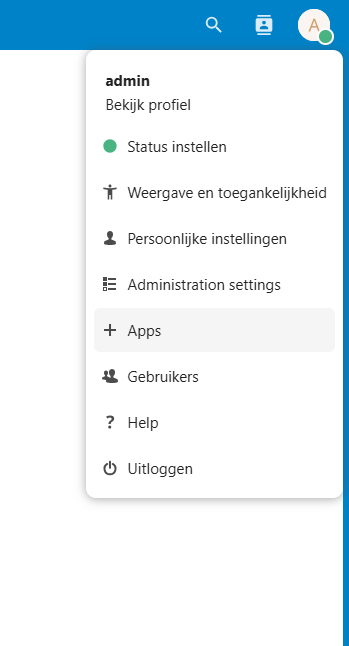 A
admin
Bekijk profiel
Status instellen
Weergave en toegankelijkheid
Persoonlijke instellingen
Administration settings
Apps
Gebruikers
Help
Uitloggen